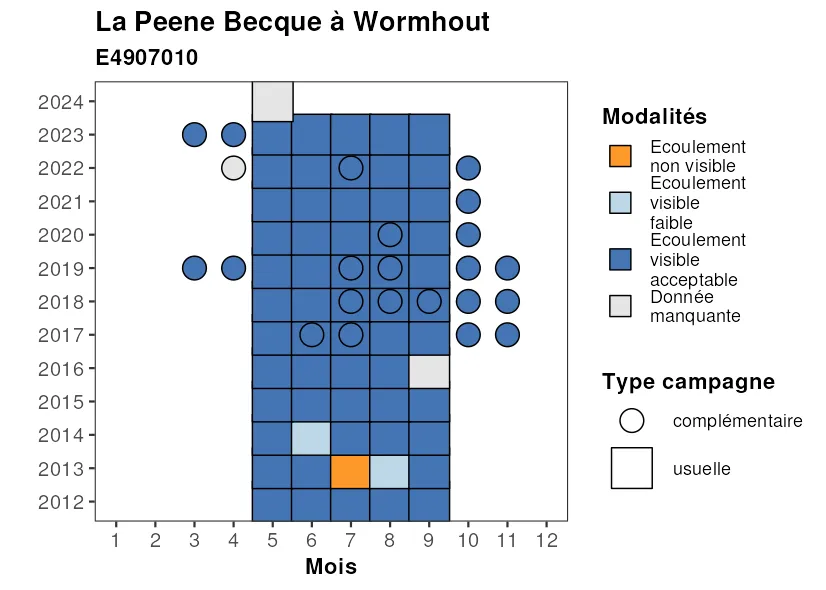 La Peene Becque à Wormhout
E4907010
2024
2023
2022
2021
2020
2019
2018
2017
2016
2015
2014
2013
2012
1 2 3 4 5 6 7 8 9 10 11 12
Mois
Modalités
Ecoulement
non visible
Ecoulement
visible
faible
Ecoulement
visible
acceptable
Donnée
manquante
Type campagne
complémentaire
usuelle